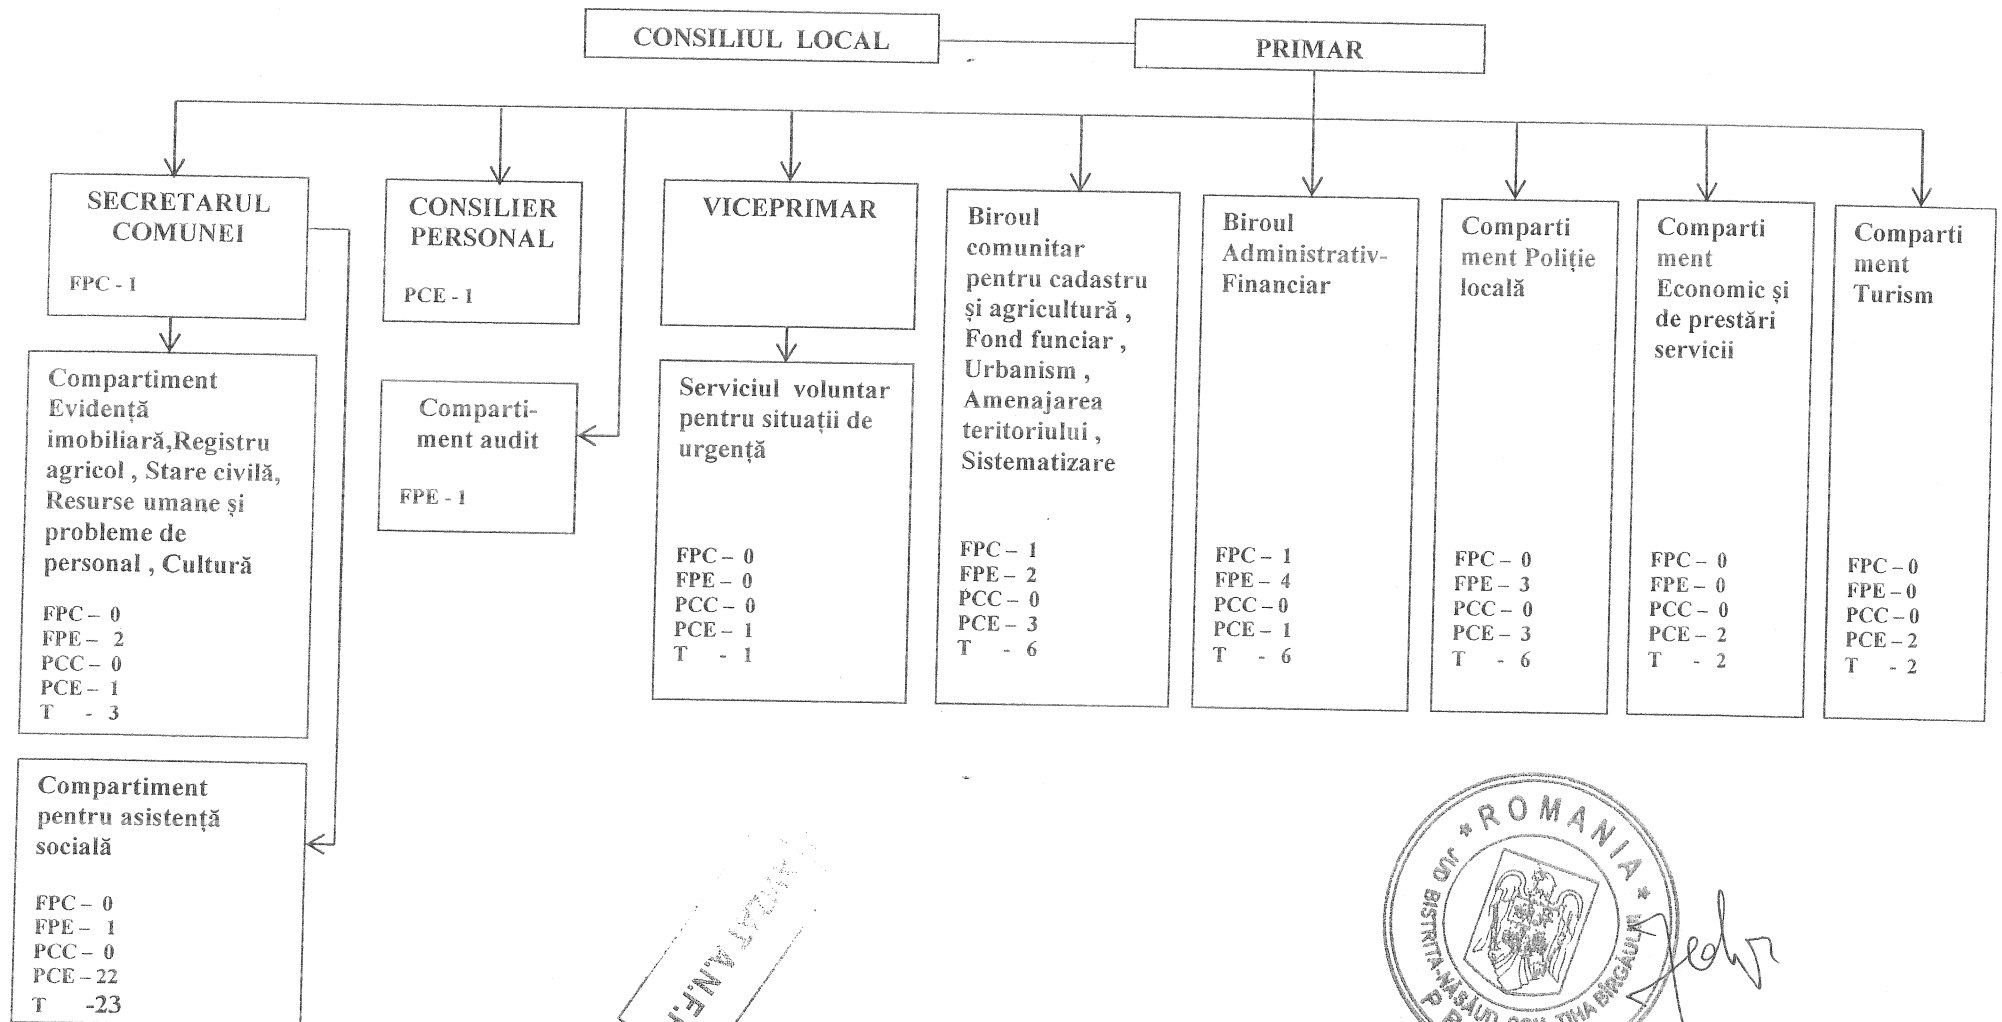 CONSILIUL LOCAL
PRIMAR
SECRETARUL
COMUNEI
FPC - 1
CONSILIER
PERSONAL
PCE - 1
VICEPRIMAR
Biroul
comunitar
pentru cadastru
și agricultură ,
Fond funciar ,
Urbanism ,
Amenajarea
teritoriului ,
Sistematizare
FPC – 1
FPE – 2
PCC – 0
PCE – 3
T - 6
Biroul
Administrativ-
Financiar
FPC – 1
FPE – 4
PCC – 0
PCE – 1
T - 6
Comparti
ment Poliție
locală
FPC – 0
FPE – 3
PCC – 0
PCE – 3
T - 6
Comparti
ment
Economic și
de prestări
servicii
FPC – 0
FPE – 0
PCC – 0
PCE – 2
T - 2
Comparti
ment
Turism
FPC – 0
FPE – 0
PCC – 0
PCE – 2
T - 2
Compartiment
Evidență
imobiliară,Registru
agricol , Stare civilă,
Resurse umane și
probleme de
personal , Cultură
FPC – 0
FPE – 2
PCC – 0
PCE – 1
T - 3
Comparti-
ment audit
FPE - 1
Serviciul voluntar
pentru situații de
urgență
FPC – 0
FPE – 0
PCC – 0
PCE – 1
T - 1
Compartiment
pentru asistență
socială
FPC – 0
FPE – 1
PCC – 0
PCE – 22
T -23
A.N.F.
* ROMANIA *
JUD BISTRIȚA-NĂSĂUD COM. TIHA BÎRGĂULUI